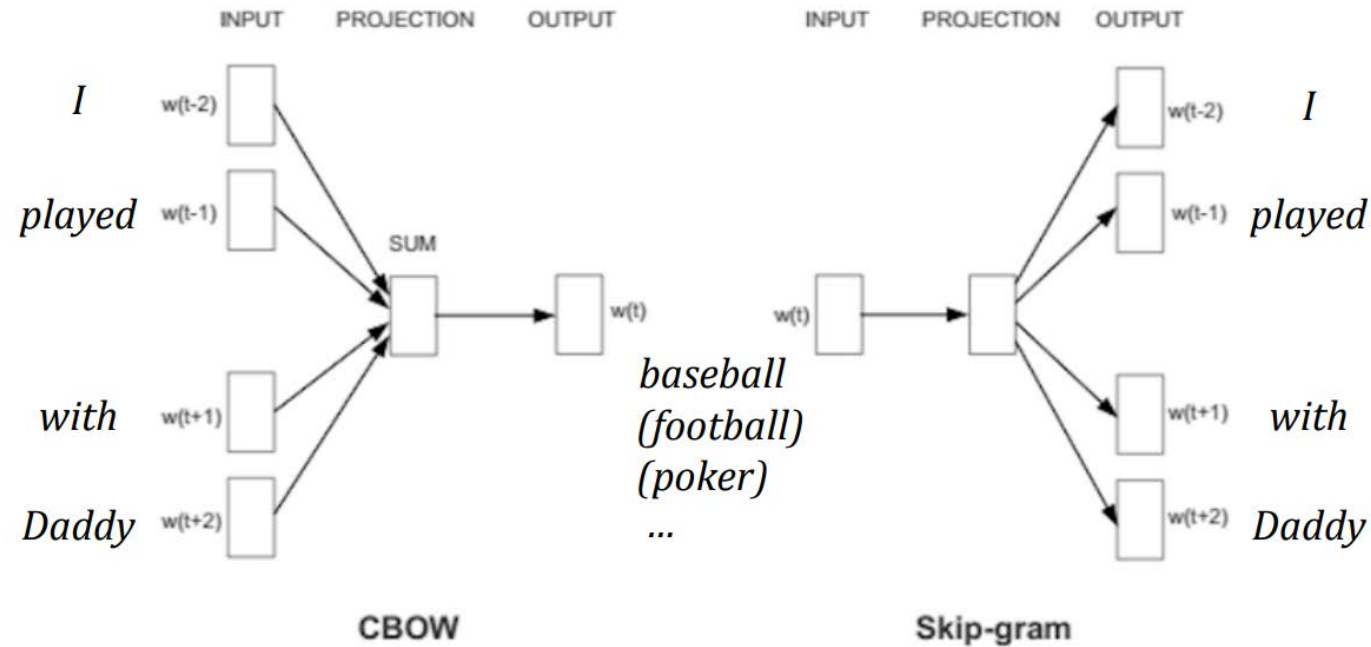 INPUT PROJECTION OUTPUT INPUT PROJECTION OUTPUT
I w(t-2) w(t-2) I
played w(t-1) w(t-1) played
SUM
w(t) w(t)
baseball
(football)
(poker)
...
with w(t+1) w(t+1) with
Daddy w(t+2) w(t+2) Daddy
CBOW Skip-gram